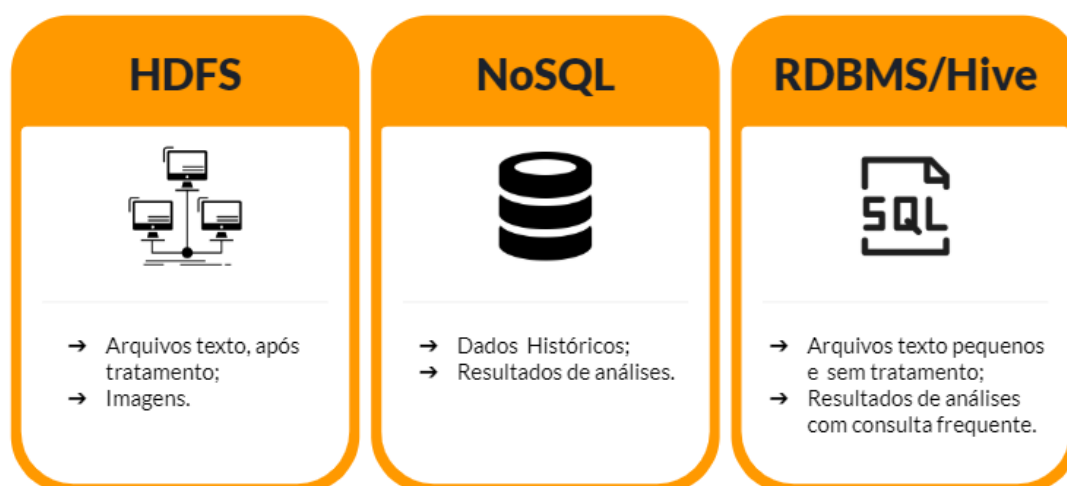 HDFS
➔ Arquivos texto, após
tratamento;
➔ Imagens.
NoSQL
➔ Dados Históricos;
➔ Resultados de análises.
RDBMS/Hive
SQL
➔ Arquivos texto pequenos
e sem tratamento;
➔ Resultados de análises
com consulta frequente.